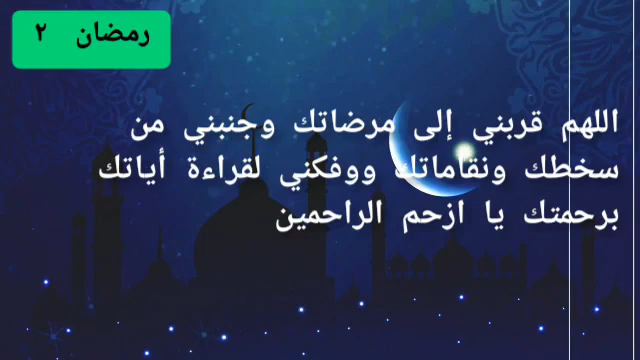 رمضان ٢
اللهم قربني إلى مرضاتك وجنبني من
سخطك ونقاماتك ووفكني لقراءة أياتك
برحمتك يا ازحم الراحمين